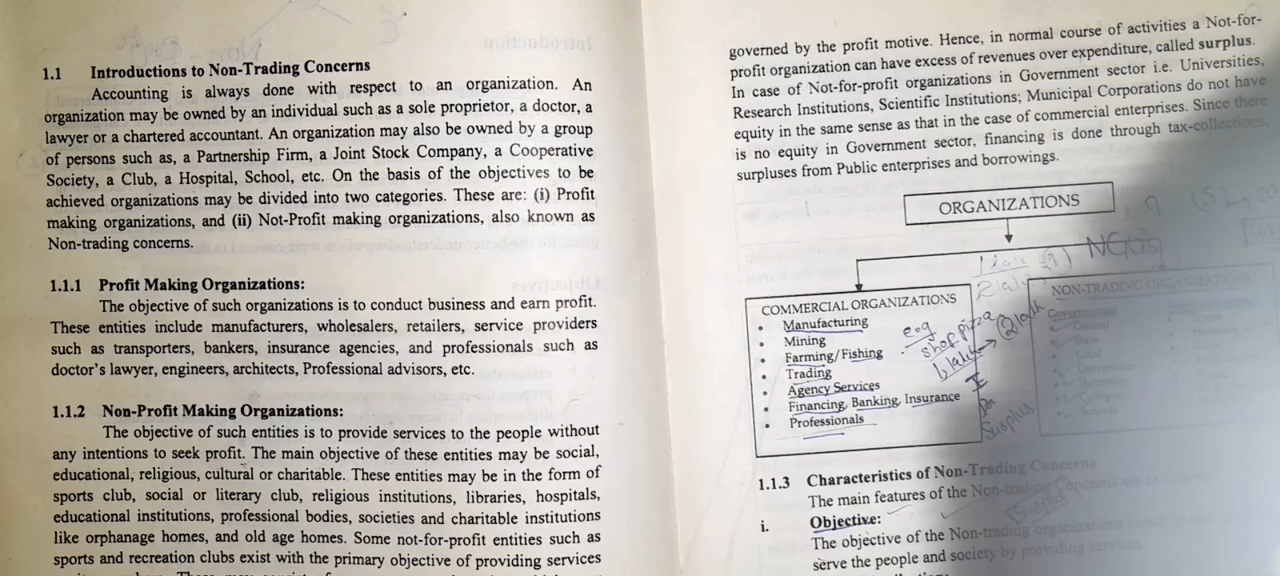 1.1 Introductions to Non-Trading Concerns
Accounting is always done with respect to an organization. An
organization may be owned by an individual such as a sole proprietor, a doctor, a
lawyer or a chartered accountant. An organization may also be owned by a group
of persons such as, a Partnership Firm, a Joint Stock Company, a Cooperative
Society, a Club, a Hospital, School, etc. On the basis of the objectives to be
achieved organizations may be divided into two categories. These are: (i) Profit
making organizations, and (ii) Not-Profit making organizations, also known as
Non-trading concerns.
1.1.1 Profit Making Organizations:
The objective of such organizations is to conduct business and earn profit.
These entities include manufacturers, wholesalers, retailers, service providers
such as transporters, bankers, insurance agencies, and professionals such as
doctor's lawyer, engineers, architects, Professional advisors, etc.
1.1.2 Non-Profit Making Organizations:
The objective of such entities is to provide services to the people without
any intentions to seek profit. The main objective of these entities may be social,
educational, religious, cultural or charitable. These entities may be in the form of
sports club, social or literary club, religious institutions, libraries, hospitals,
educational institutions, professional bodies, societies and charitable institutions
like orphanage homes, and old age homes. Some not-for-profit entities such as
sports and recreation clubs exist with the primary objective of providing services
governed by the profit motive. Hence, in normal course of activities a Not-for-
profit organization can have excess of revenues over expenditure, called surplus.
In case of Not-for-profit organizations in Government sector i.e. Universities,
Research Institutions, Scientific Institutions; Municipal Corporations do not have
equity in the same sense as that in the case of commercial enterprises. Since there
is no equity in Government sector, financing is done through tax-collections,
surpluses from Public enterprises and borrowings.
ORGANIZATIONS
NGOs
COMMERCIAL ORGANIZATIONS
• Manufacturing
• Mining
• Farming/Fishing
• Trading
• Agency Services
• Financing, Banking, Insurance
• Professionals
e.g
shop pizza
NON-TRADING ORGANIZATIONS
1.1.3 Characteristics of Non-Trading Concerns
The main features of the Non-trading Concerns are as
i. Objective:
The objective of the Non-trading organizations is not to
serve the people and society by providing services